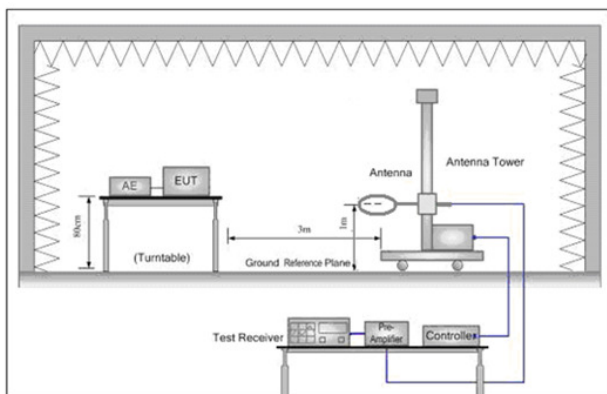 Antenna
Antenna Tower
AE
EUT
80cm
1m
3m
(Turntable)
Ground Reference Plane
Test Receiver
Pre-
Amplifier
Controller